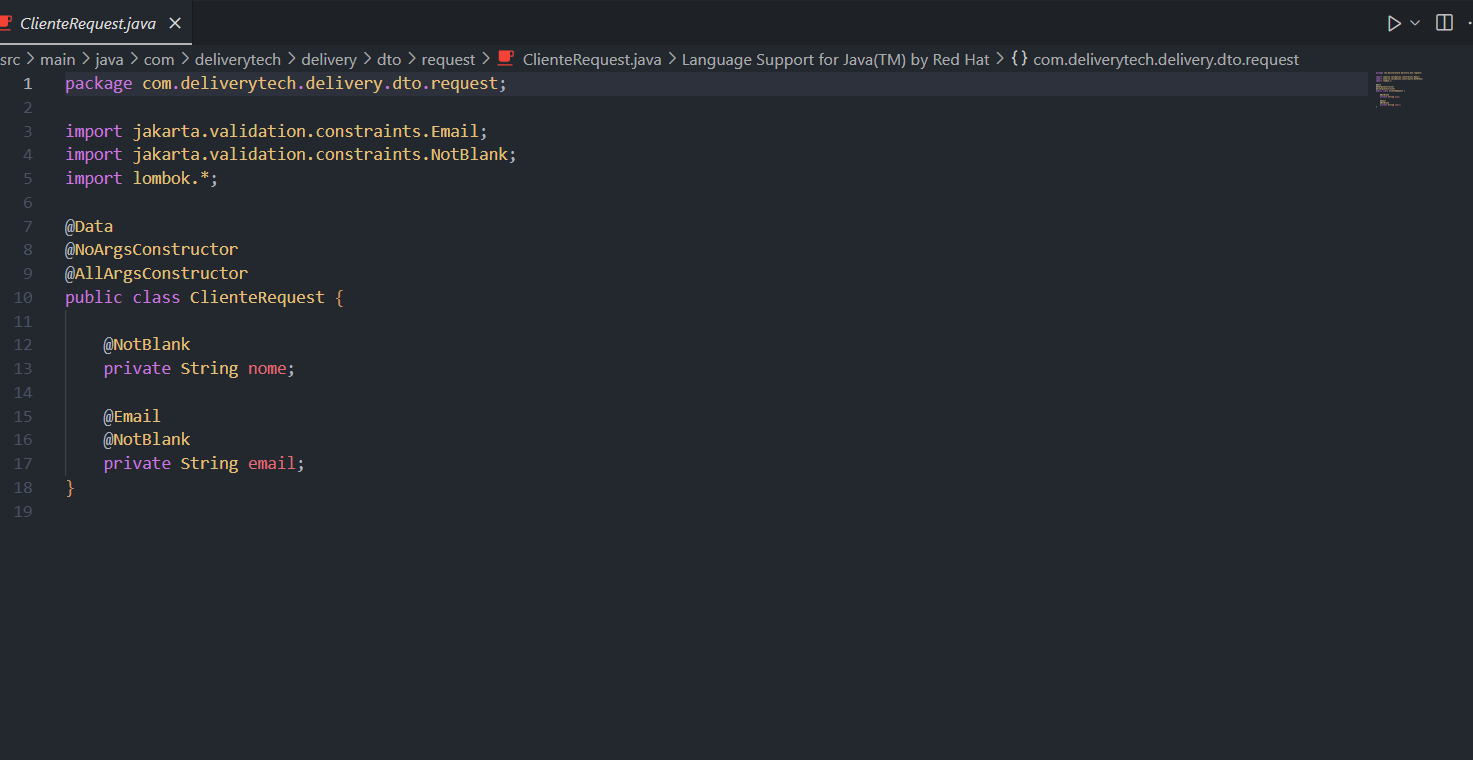 ClienteRequest.java
src main java com deliverytech delivery dto request ClienteRequest.java Language Support for Java(TM) by Red Hat {} com.deliverytech.delivery.dto.request
1 package com.deliverytech.delivery.dto.request;
2
3 import jakarta.validation.constraints.Email;
4 import jakarta.validation.constraints.NotBlank;
5 import lombok.*;
6
7 @Data
8 @NoArgsConstructor
9 @AllArgsConstructor
10 public class ClienteRequest {
11
12     @NotBlank
13     private String nome;
14
15     @Email
16     @NotBlank
17     private String email;
18 }
19